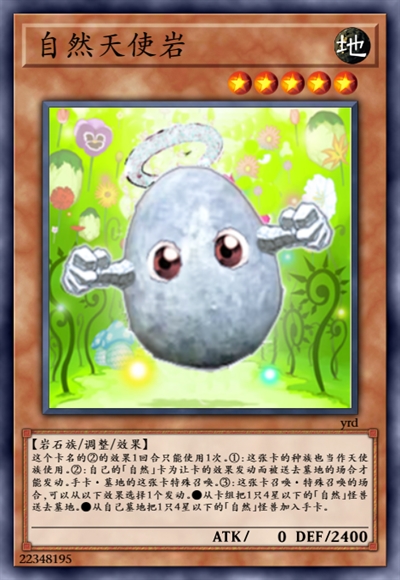 自然天使岩
地
yrd
【岩石族/调整/效果】
这个卡名的②的效果1回合只能使用1次。①：这张卡的种族也当作天使
族使用。②：自己的「自然」卡为让卡的效果发动而被送去墓地的场合才
能发动。手卡·墓地的这张卡特殊召唤。③：这张卡召唤·特殊召唤的场
合，可以从以下效果选择1个发动。●从卡组把1只4星以下的「自然」怪兽
送去墓地。●从自己墓地把1只4星以下的「自然」怪兽加入手卡。
ATK/ 0 DEF/2400
22348195